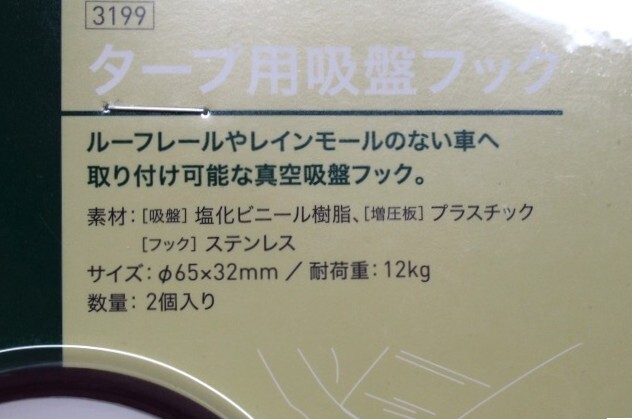 3199
タープ用吸盤フック
ルーフレールやレインモールのない車へ
取り付け可能な真空吸盤フック。
素材：［吸盤］塩化ビニール樹脂、［増圧板］プラスチック
［フック］ステンレス
サイズ：φ65×32mm ／ 耐荷重：12kg
数量：2個入り